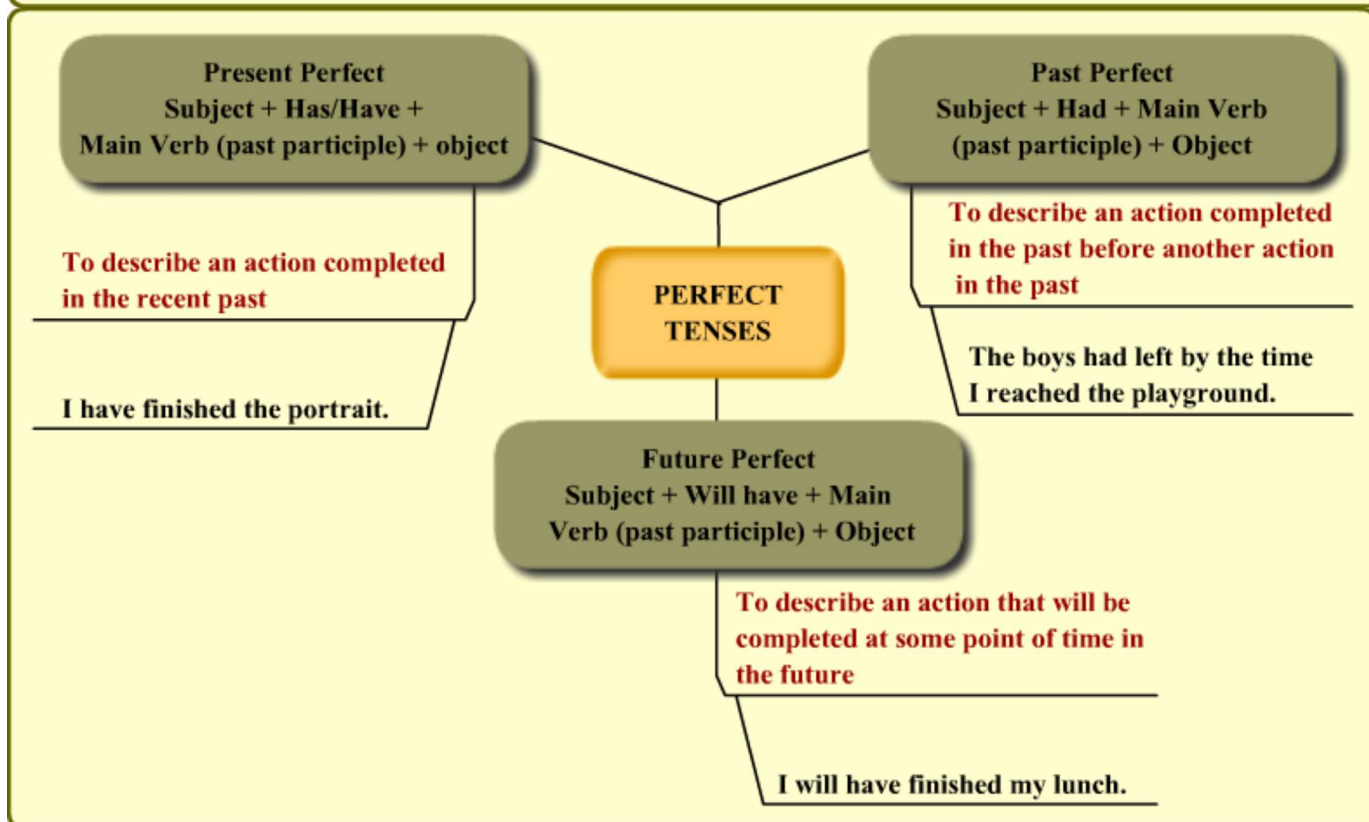 Present Perfect
Subject + Has/Have +
Main Verb (past participle) + object
To describe an action completed
in the recent past
I have finished the portrait.
Past Perfect
Subject + Had + Main Verb
(past participle) + Object
To describe an action completed
in the past before another action
in the past
The boys had left by the time
I reached the playground.
PERFECT
TENSES
Future Perfect
Subject + Will have + Main
Verb (past participle) + Object
To describe an action that will be
completed at some point of time in
the future
I will have finished my lunch.